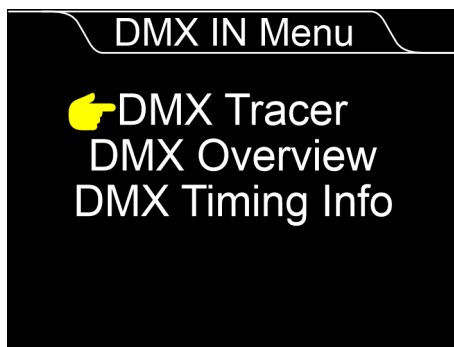 DMX IN Menu
DMX Tracer
DMX Overview
DMX Timing Info